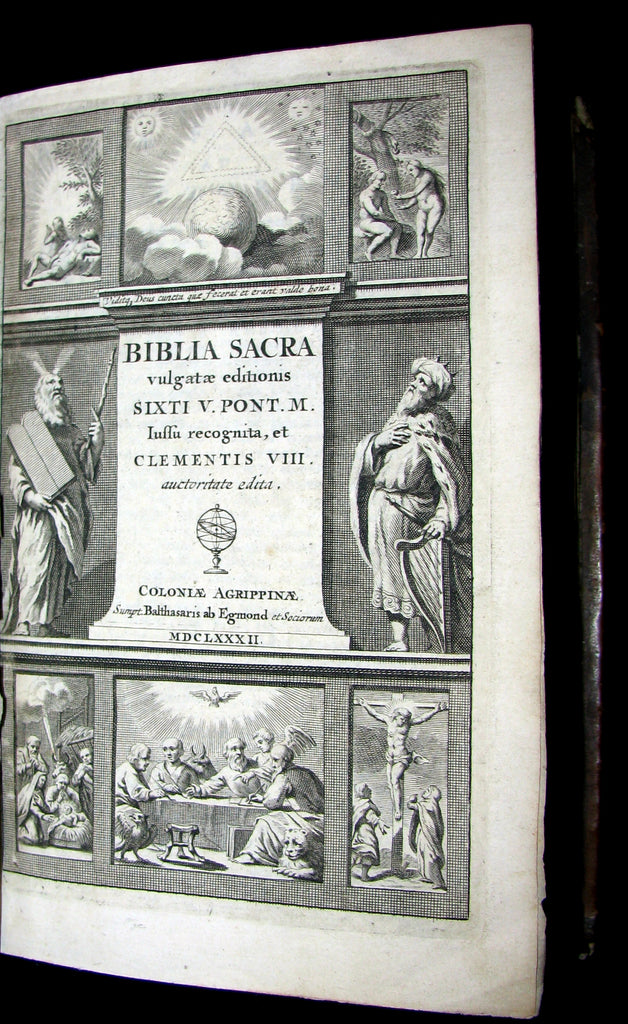 Viditq, Deus cuncta quæ fecerat et erant valde bona.
BIBLIA SACRA
vulgatæ editionis
SIXTI V. PONT. M.
Iuſſu recognita, et
CLEMENTIS VIII.
auctoritate edita.
COLONIÆ AGRIPPINÆ
Sumpt. Balthasaris ab Egmond et Sociorum
MDCLXXXII.